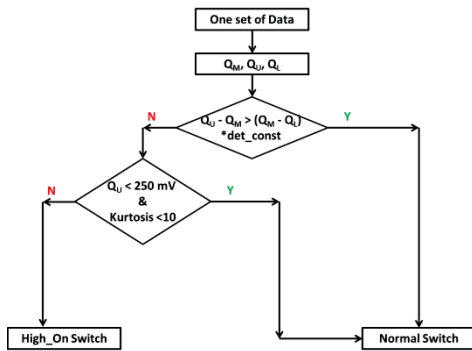 One set of Data
Q_M, Q_U, Q_L
Q_U - Q_M > (Q_M - Q_L)
*det_const
N
Y
Q_U < 250 mV
&
Kurtosis <10
N
Y
High_On Switch
Normal Switch